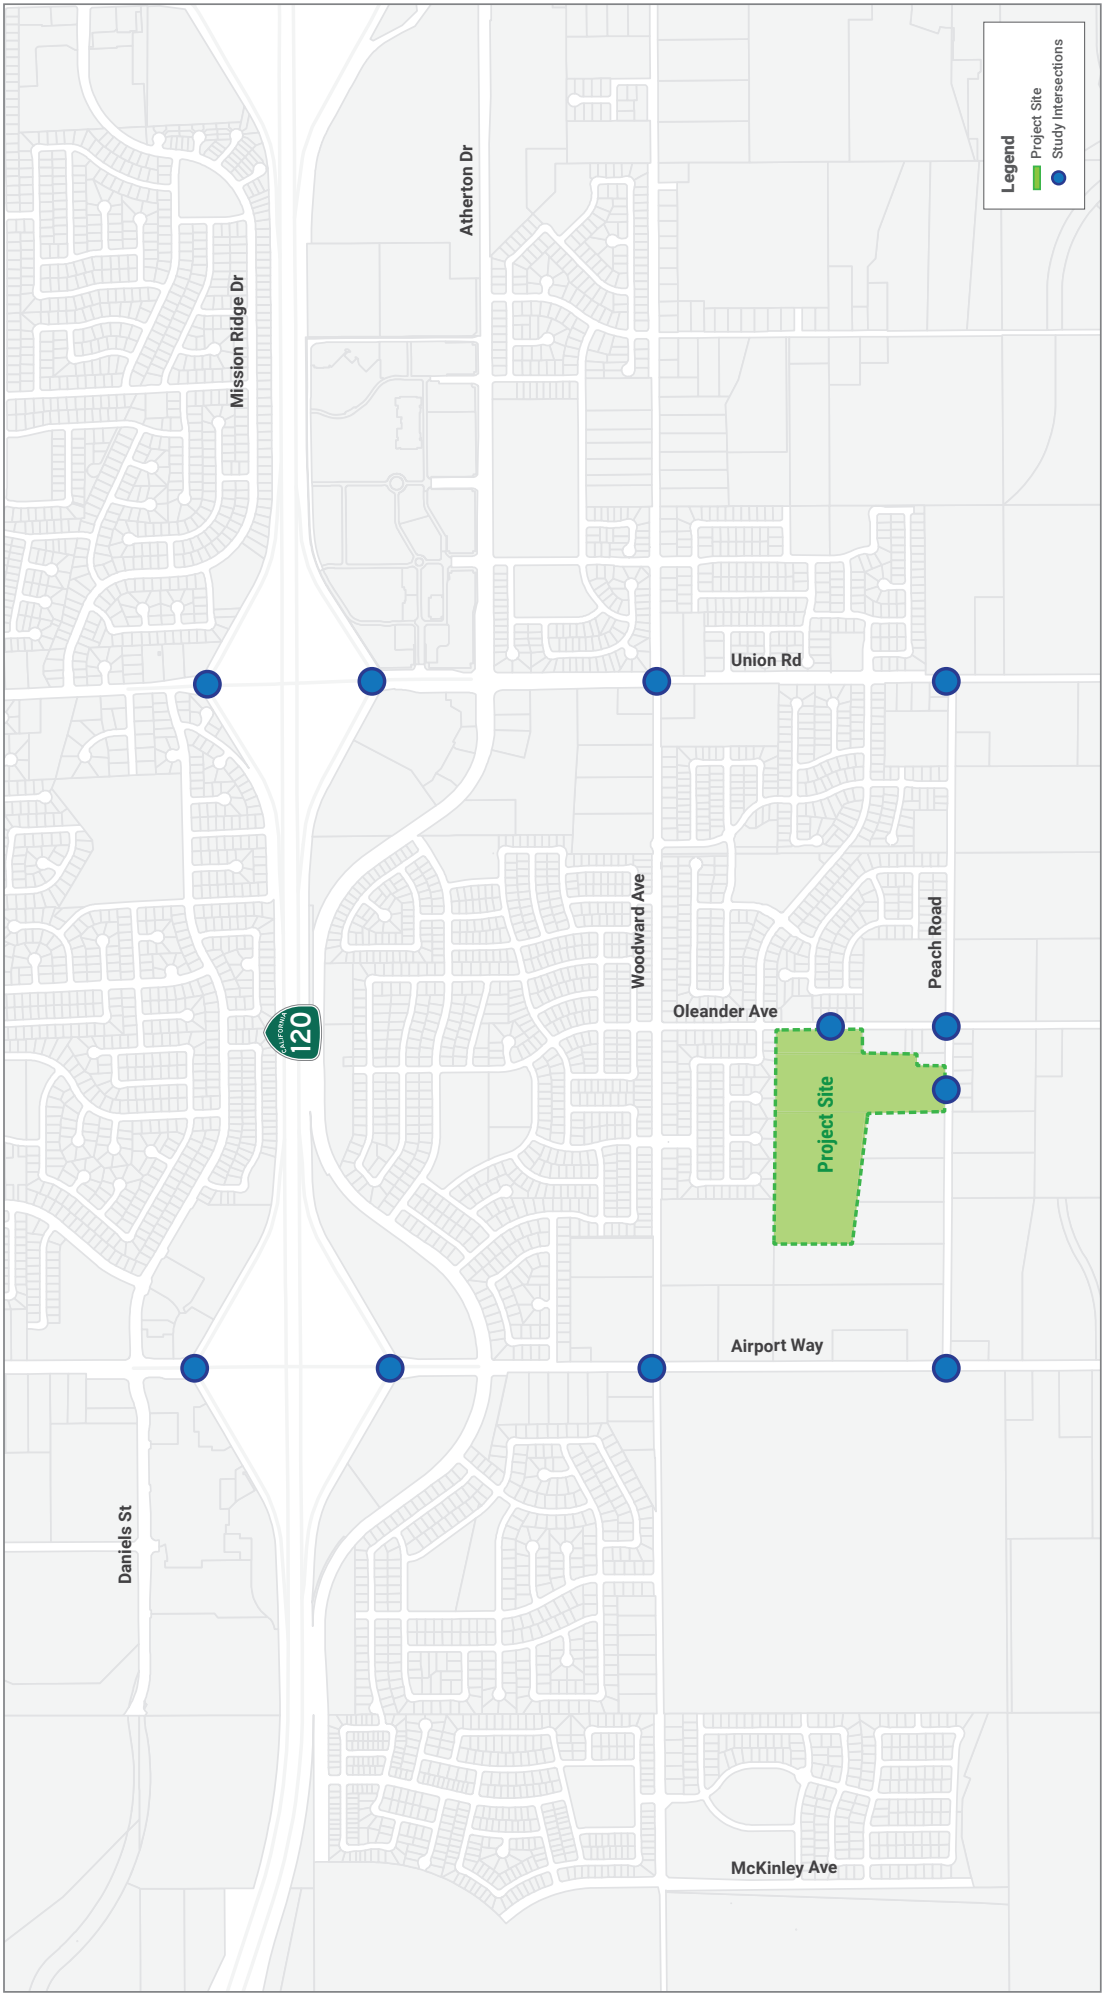 Legend
Project Site
Study Intersections
Atherton Dr
Mission Ridge Dr
Union Rd
Woodward Ave
Peach Road
Oleander Ave
CALIFORNIA
120
Project Site
Airport Way
Daniels St
McKinley Ave